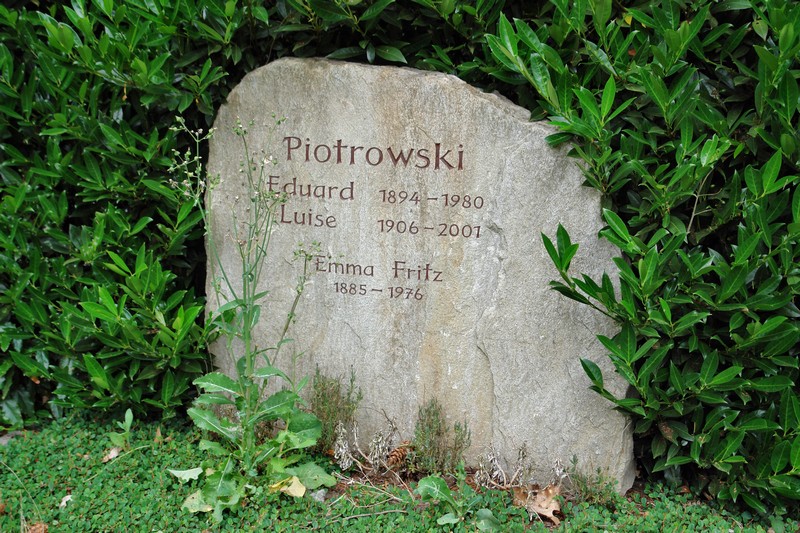 Piotrowski
Eduard 1894–1980
Luise 1906–2001
Emma Fritz
1885–1976